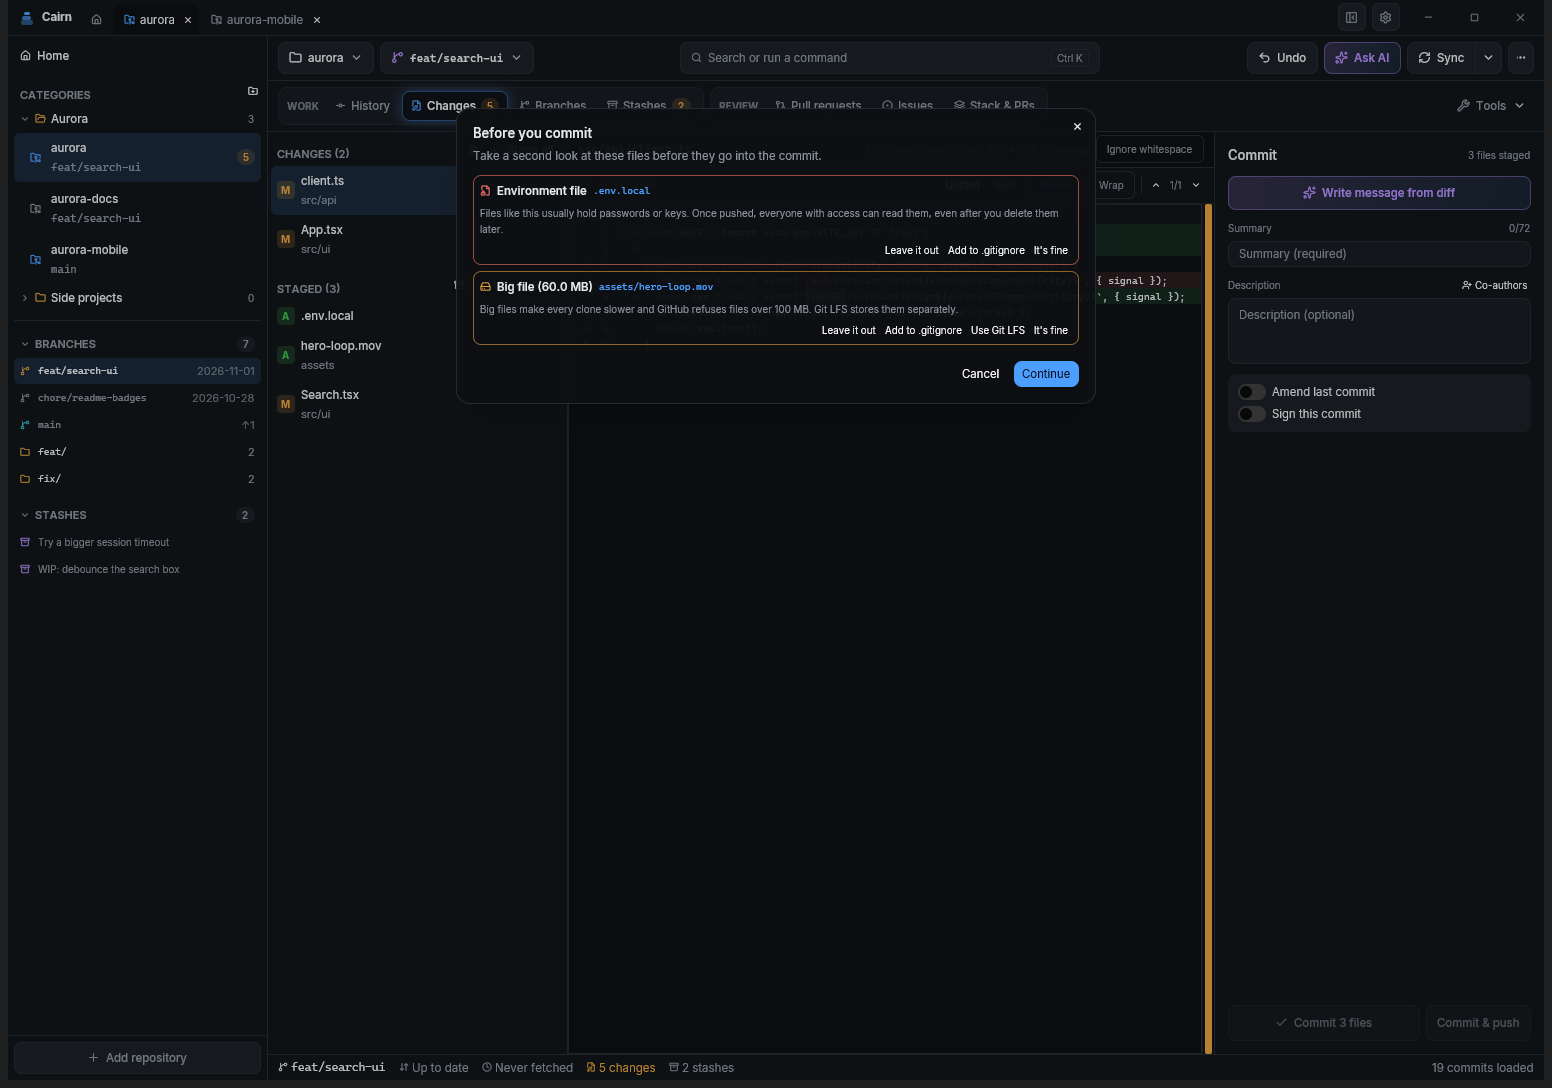 Cairn
aurora
aurora-mobile
Home
aurora
feat/search-ui
Search or run a command
Ctrl K
Undo
Ask AI
Sync
CATEGORIES
Aurora 3
aurora
feat/search-ui
5
aurora-docs
feat/search-ui
aurora-mobile
main
Side projects 0
BRANCHES 7
feat/search-ui 2026-11-01
chore/readme-badges 2026-10-28
main ↑1
feat/ 2
fix/ 2
STASHES 2
Try a bigger session timeout
WIP: debounce the search box
Add repository
WORK
History
Changes 5
Branches
Stashes 2
REVIEW
Pull requests
Issues
Stack & PRs
Tools
CHANGES (2)
M client.ts
src/api
M App.tsx
src/ui
STAGED (3)
A .env.local
A hero-loop.mov
assets
M Search.tsx
src/ui
Before you commit
Take a second look at these files before they go into the commit.
Environment file .env.local
Files like this usually hold passwords or keys. Once pushed, everyone with access can read them, even after you delete them
later.
Leave it out Add to .gitignore It's fine
Big file (60.0 MB) assets/hero-loop.mov
Big files make every clone slower and GitHub refuses files over 100 MB. Git LFS stores them separately.
Leave it out Add to .gitignore Use Git LFS It's fine
Cancel Continue
Ignore whitespace
Wrap
1/1
{ signal });
', { signal });
Commit 3 files staged
Write message from diff
Summary 0/72
Summary (required)
Description Co-authors
Description (optional)
Amend last commit
Sign this commit
Commit 3 files
Commit & push
feat/search-ui
Up to date
Never fetched
5 changes
2 stashes
19 commits loaded